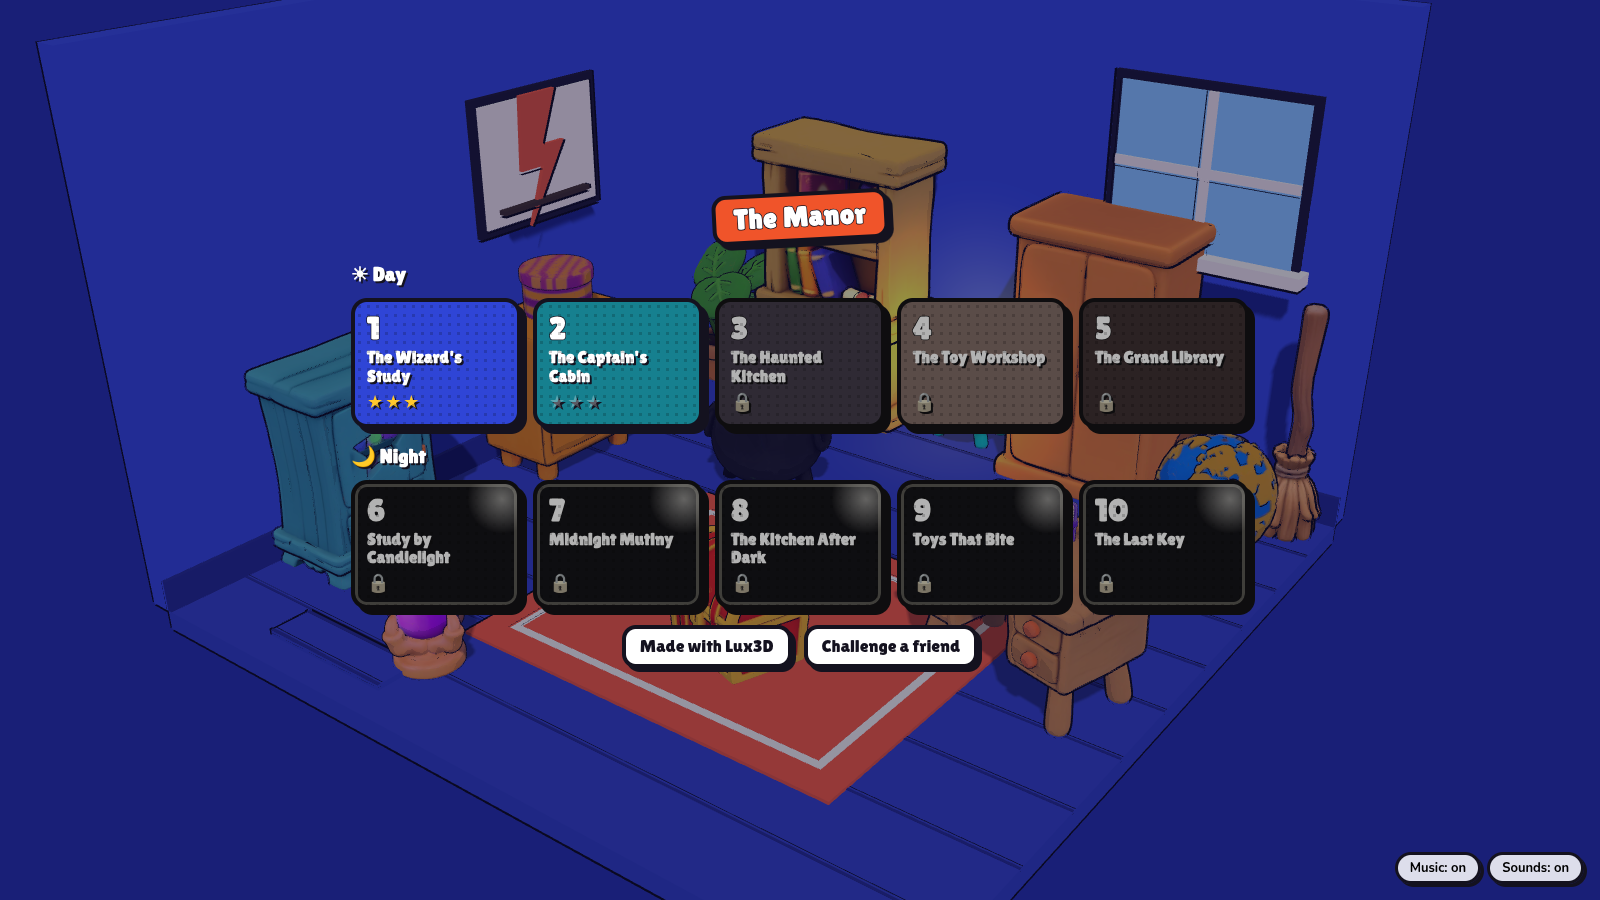 The Manor
☀ Day
1
The Wizard's
Study
★★★
2
The Captain's
Cabin
★★★
3
The Haunted
Kitchen
4
The Toy Workshop
5
The Grand Library
🌙 Night
6
Study by
Candlelight
7
Midnight Mutiny
8
The Kitchen After
Dark
9
Toys That Bite
10
The Last Key
Made with Lux3D
Challenge a friend
Music: on
Sounds: on